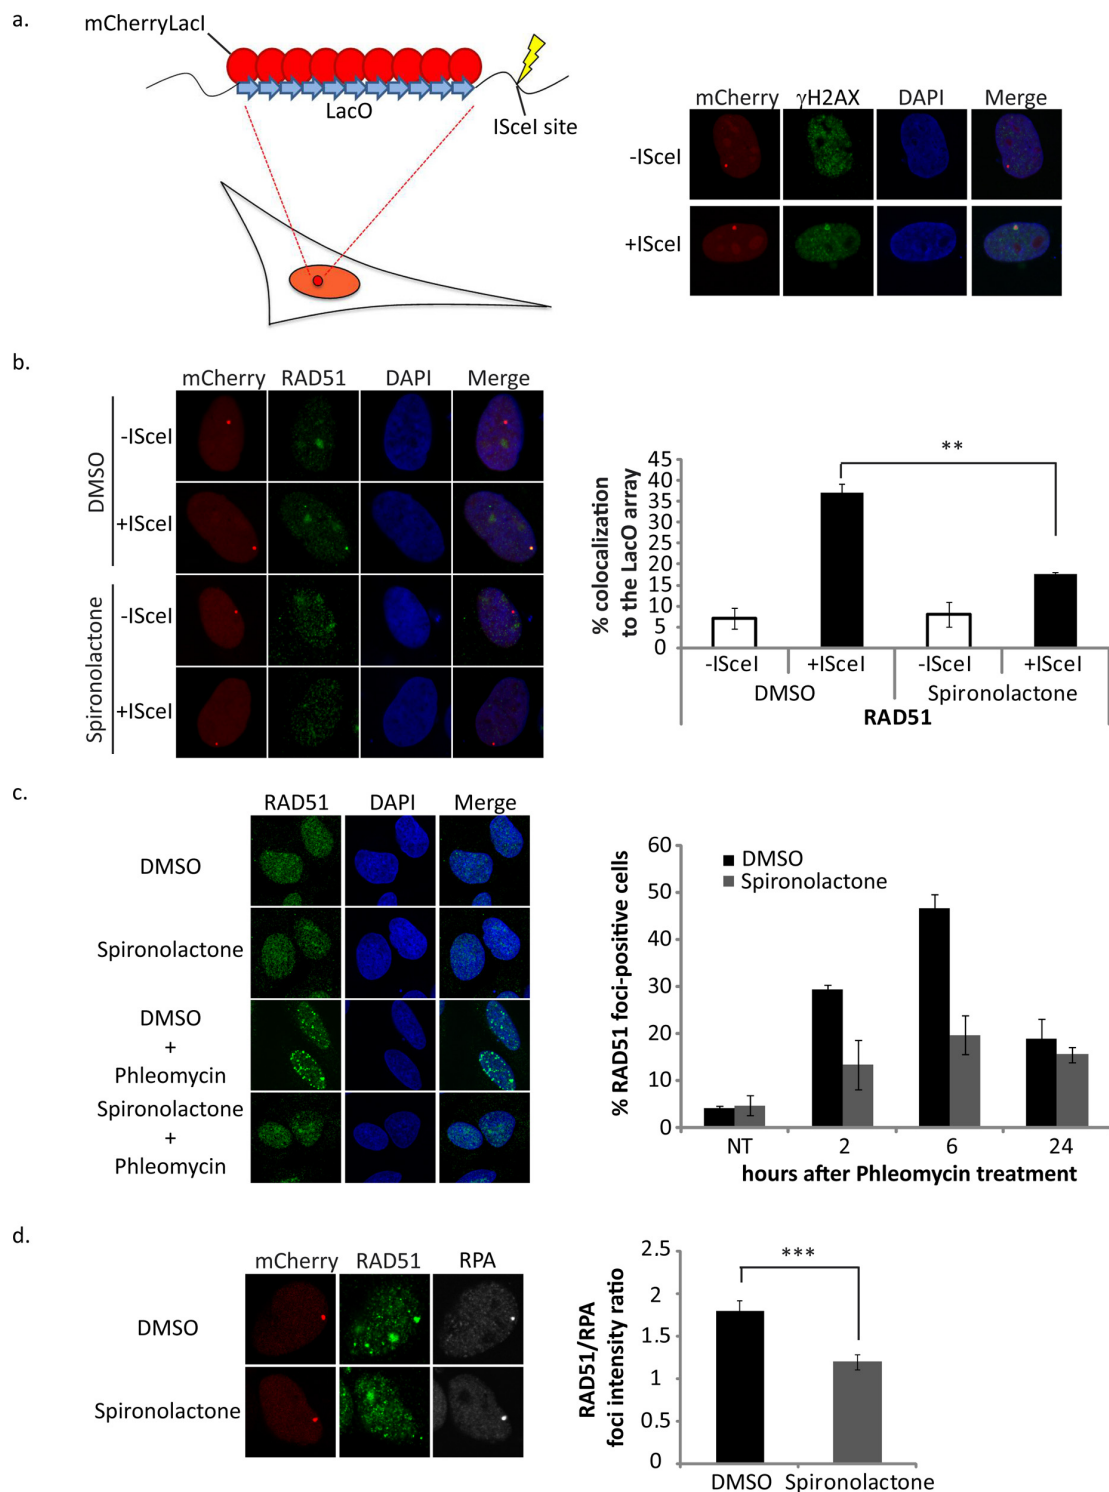 a.
mCherryLacI
LacO
ISceI site
mCherry γH2AX DAPI Merge
-ISceI
+ISceI
b.
mCherry RAD51 DAPI Merge
DMSO
-ISceI
+ISceI
Spironolactone
-ISceI
+ISceI
% colocalization
to the LacO array
45
40
35
30
25
20
15
10
5
0
**
-ISceI +ISceI -ISceI +ISceI
DMSO Spironolactone
RAD51
c.
RAD51 DAPI Merge
DMSO
Spironolactone
DMSO
+
Phleomycin
Spironolactone
+
Phleomycin
% RAD51 foci-positive cells
60
50
40
30
20
10
0
DMSO
Spironolactone
NT 2 6 24
hours after Phleomycin treatment
d.
mCherry RAD51 RPA
DMSO
Spironolactone
RAD51/RPA
foci intensity ratio
2.5
2
1.5
1
0.5
0
***
DMSO Spironolactone